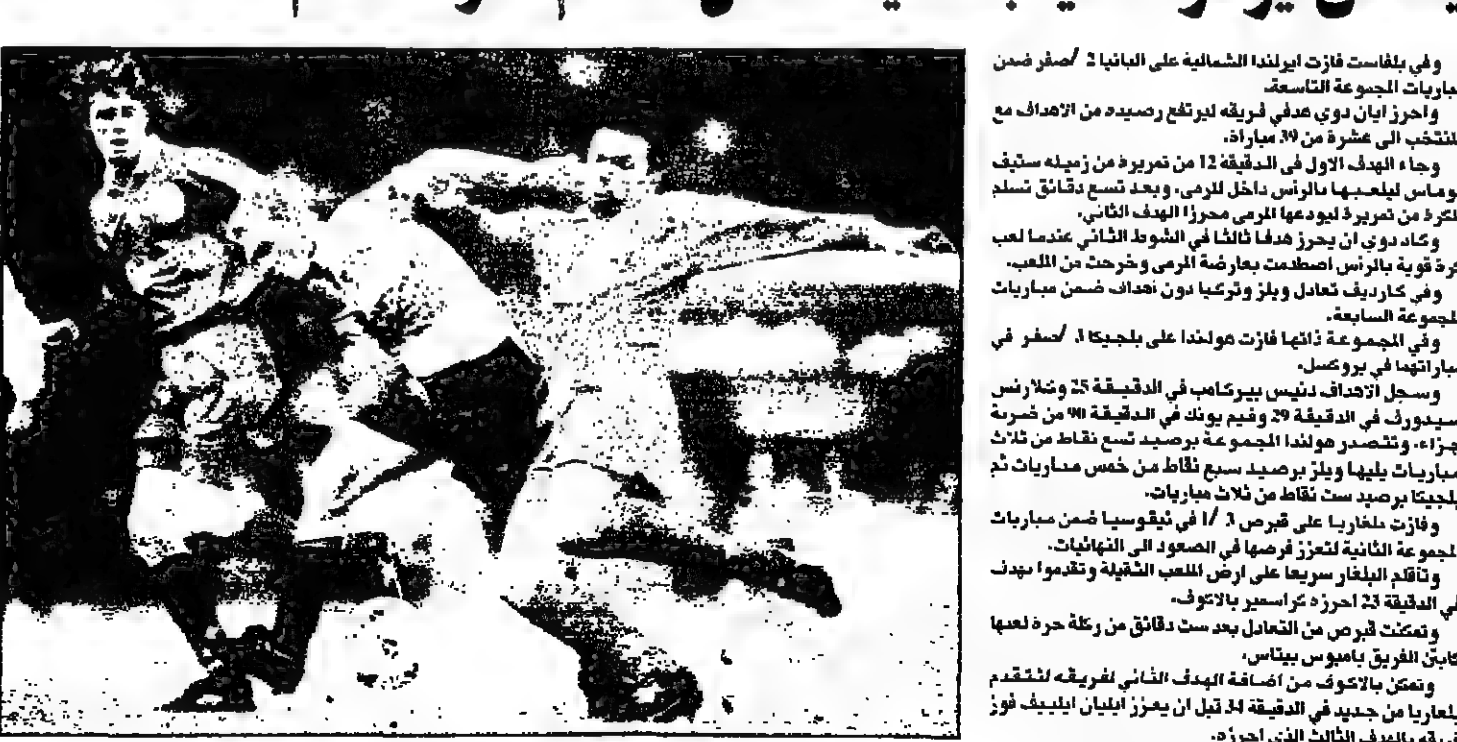 وفي بلفاست فازت ايرلندا الشمالية على البانيا 2 /صفر ضمن
مباريات المجموعة التاسعة.
واحرز ايان دوي هدفي فريقه ليرتفع رصيده من الاهداف مع
المنتخب الى عشرة من 39 مباراة.
وجاء الهدف الاول في الدقيقة 12 من تمريرة من زميله ستيف
لوماس ليلعبها بالرأس داخل المرمى، وبعد تسع دقائق تسلم
الكرة من تمريرة ليودعها المرمى محرزا الهدف الثاني.
وكاد دوي ان يحرز هدفا ثالثا في الشوط الثاني عندما لعب
كرة قوية بالرأس اصطدمت بعارضة المرمى وخرجت من الملعب.
وفي كارديف تعادل ويلز وتركيا دون اهداف ضمن مباريات
المجموعة السابعة.
وفي المجموعة ذاتها فازت هولندا على بلجيكا 3 /صفر في
مباراتهما في بروكسل.
وسجل الاهداف دنيس بيركامب في الدقيقة 25 وكلارنس
سيدورف في الدقيقة 29 وفيم يونك في الدقيقة 90 من ضربة
جزاء. وتتصدر هولندا المجموعة برصيد تسع نقاط من ثلاث
مباريات يليها ويلز برصيد سبع نقاط من خمس مباريات ثم
بلجيكا برصيد ست نقاط من ثلاث مباريات.
وفازت بلغاريا على قبرص 3 /1 في نيقوسيا ضمن مباريات
المجموعة الثانية لتعزز فرصها في الصعود الى النهائيات.
وتاقلم البلغار سريعا على ارض الملعب الثقيلة وتقدموا بهدف
في الدقيقة 23 احرزه كراسمير بالاكوف.
وتمكنت قبرص من التعادل بعد ست دقائق من ركلة حرة لعبها
كابتن الفريق بامبوس بيتاس.
وتمكن بالاكوف من اضافة الهدف الثاني لفريقه لتتقدم
بلغاريا من جديد في الدقيقة 34 قبل ان يعزز ايليان ايلييف فوز
فريقه بالهدف الثالث الذي احرزه.